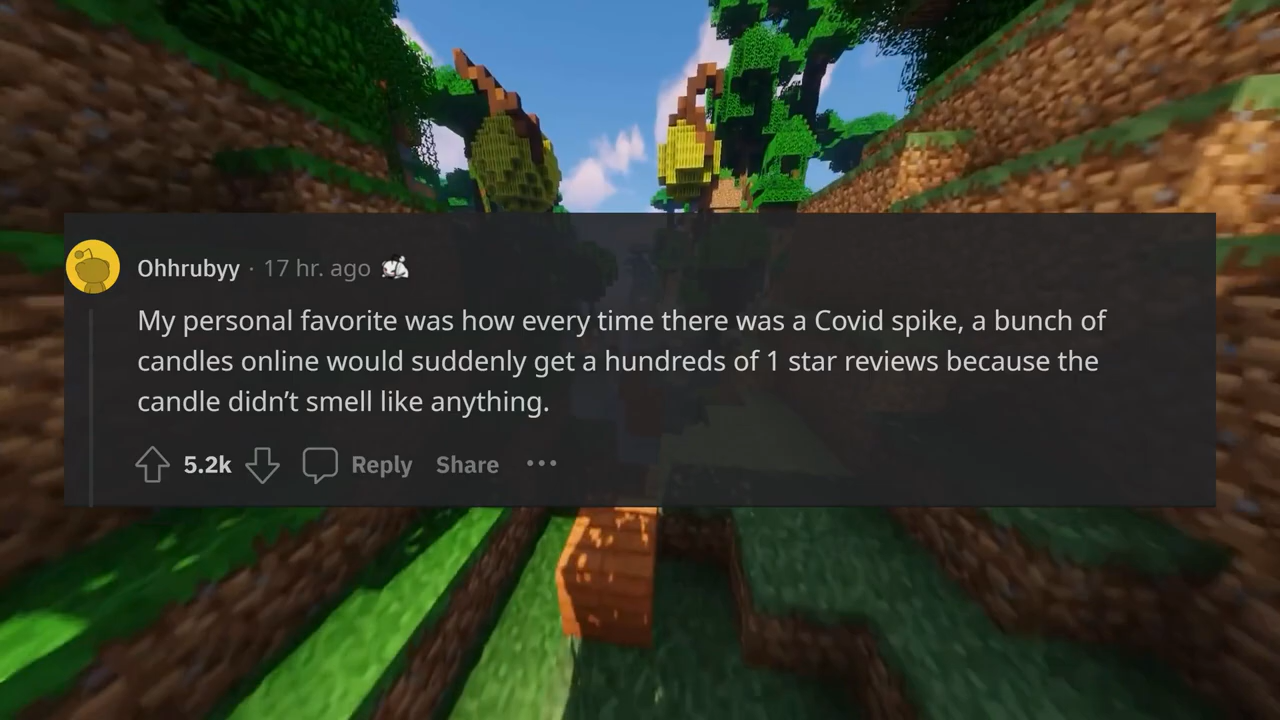 Ohhrubyy · 17 hr. ago
My personal favorite was how every time there was a Covid spike, a bunch of
candles online would suddenly get a hundreds of 1 star reviews because the
candle didn’t smell like anything.
5.2k Reply Share •••